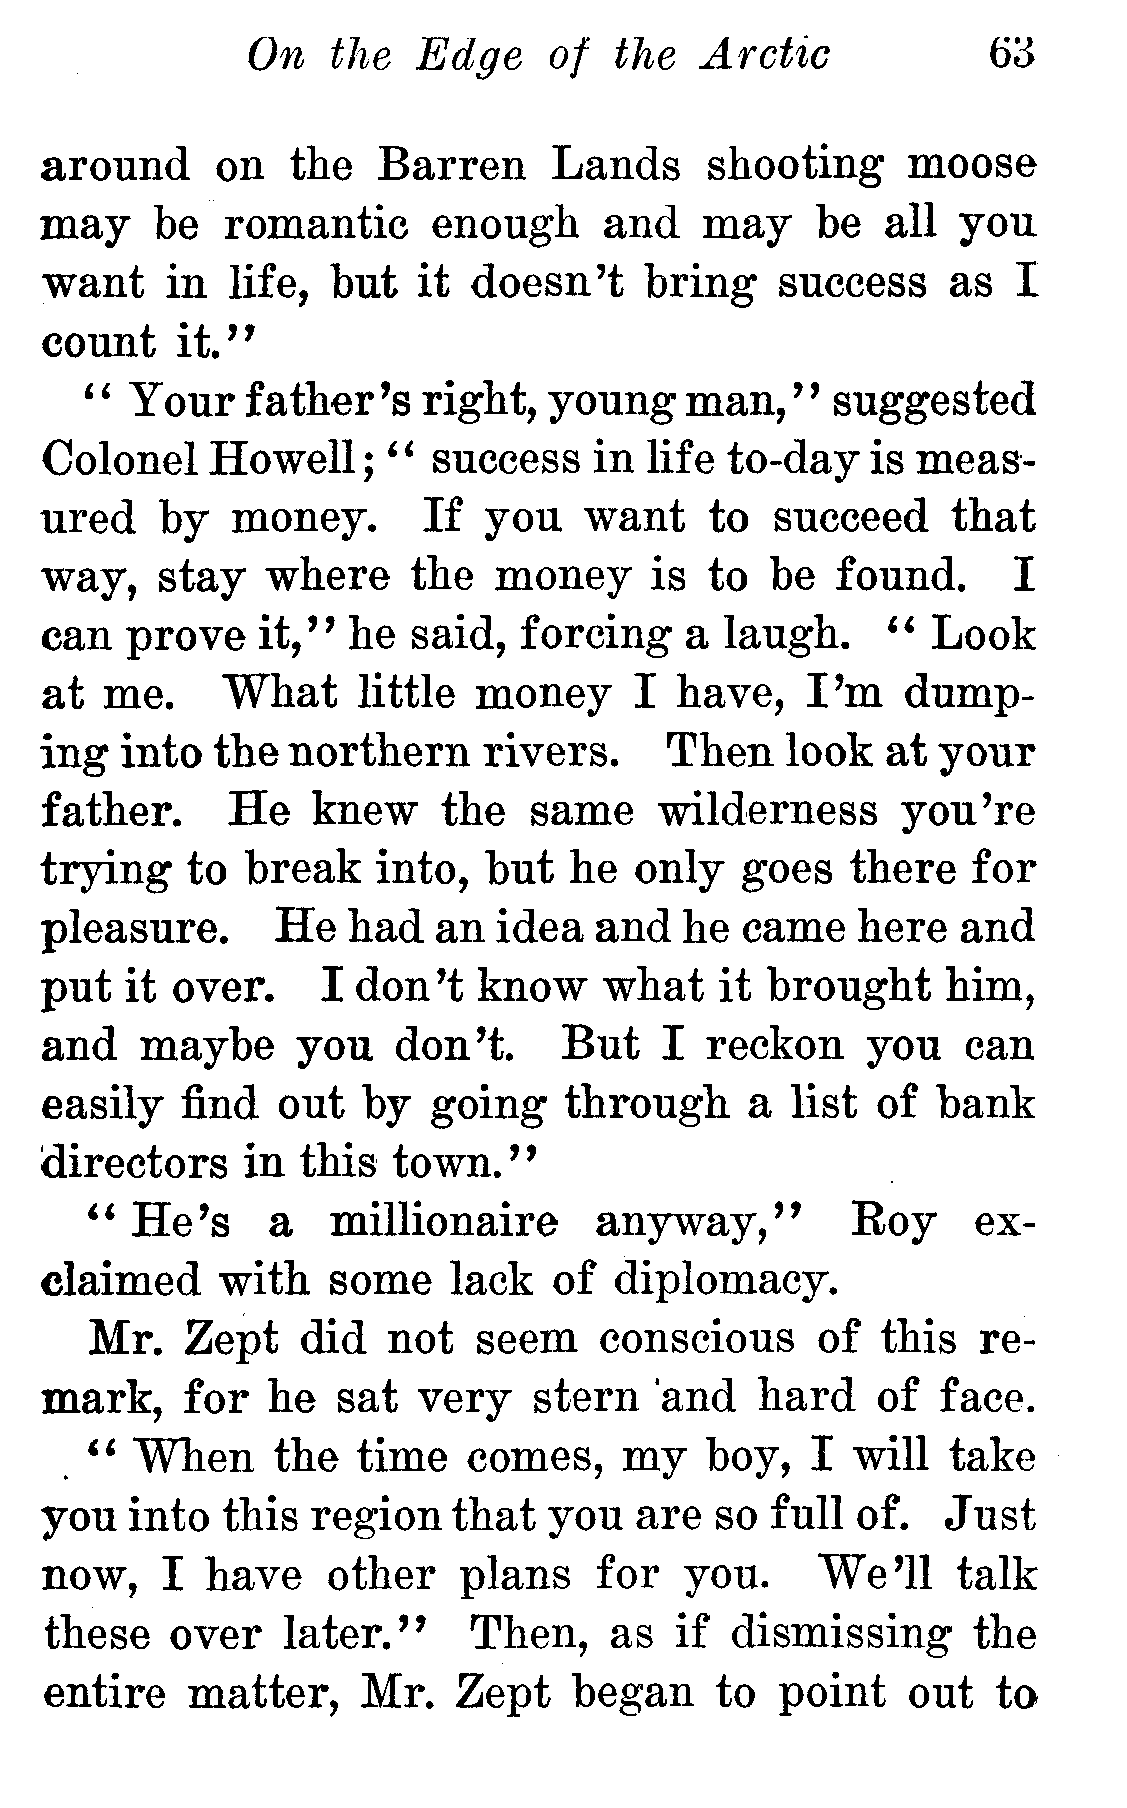 On the Edge of the Arctic 63
around on the Barren Lands shooting moose
may be romantic enough and may be all you
want in life, but it doesn't bring success as I
count it."
" Your father's right, young man," suggested
Colonel Howell; " success in life to-day is meas-
ured by money. If you want to succeed that
way, stay where the money is to be found. I
can prove it," he said, forcing a laugh. " Look
at me. What little money I have, I'm dump-
ing into the northern rivers. Then look at your
father. He knew the same wilderness you're
trying to break into, but he only goes there for
pleasure. He had an idea and he came here and
put it over. I don't know what it brought him,
and maybe you don't. But I reckon you can
easily find out by going through a list of bank
directors in this town."
" He's a millionaire anyway," Roy ex-
claimed with some lack of diplomacy.
Mr. Zept did not seem conscious of this re-
mark, for he sat very stern and hard of face.
" When the time comes, my boy, I will take
you into this region that you are so full of. Just
now, I have other plans for you. We'll talk
these over later." Then, as if dismissing the
entire matter, Mr. Zept began to point out to